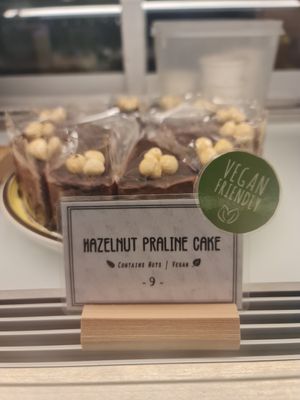 VEGAN
FRIENDLY
HAZELNUT PRALINE CAKE
CONTAINS NUTS | VEGAN
- 9 -